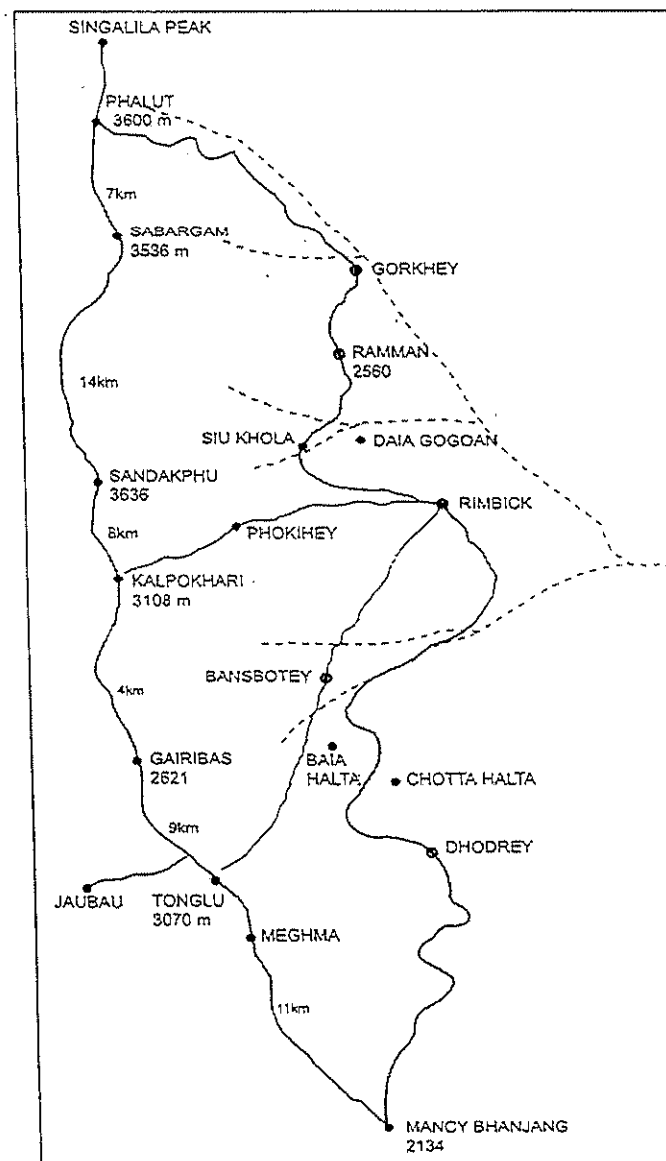 SINGALILA PEAK
PHALUT
3600 m
7km
SABARGAM
3536 m
GORKHEY
RAMMAN
2560
14km
SIU KHOLA
DAIA GOGOAN
SANDAKPHU
3636
RIMBICK
8km
PHOKIHEY
KALPOKHARI
3108 m
BANSBOTEY
4km
GAIRIBAS
2621
BAIA
HALTA
CHOTTA HALTA
9km
DHODREY
JAUBAU
TONGLU
3070 m
MEGHMA
11km
MANCY BHANJANG
2134